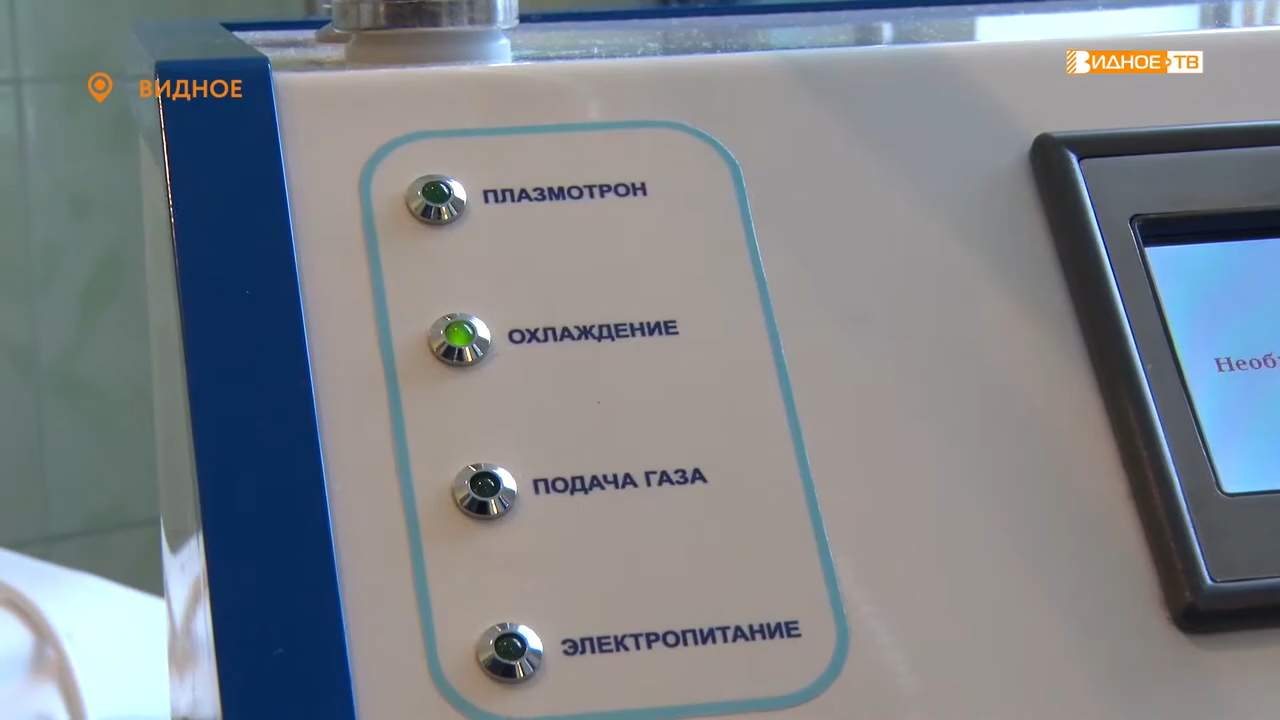 ВИДНОЕ
ВИДНОЕ ТВ
ПЛАЗМОТРОН
ОХЛАЖДЕНИЕ
ПОДАЧА ГАЗА
ЭЛЕКТРОПИТАНИЕ